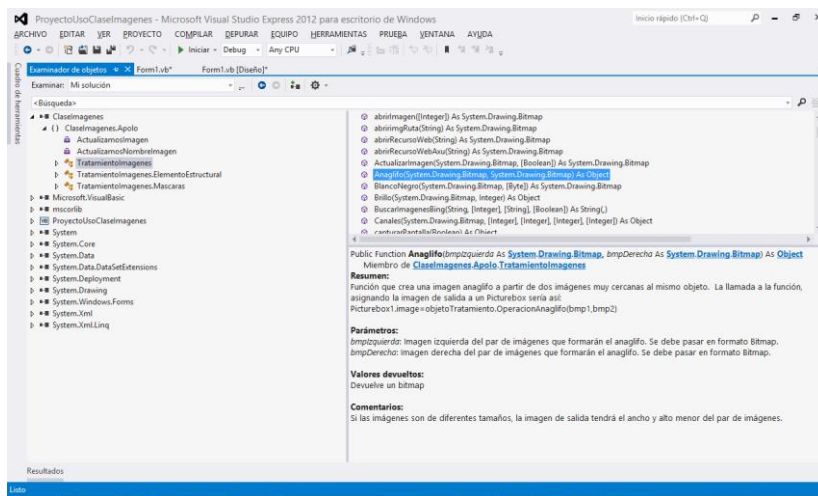 ProyectoUsoClaseImagenes - Microsoft Visual Studio Express 2012 para escritorio de Windows
Inicio rápido (Ctrl+Q)
ARCHIVO EDITAR VER PROYECTO COMPILAR DEPURAR EQUIPO HERRAMIENTAS PRUEBA VENTANA AYUDA
Iniciar Debug Any CPU
Cuadro de herramientas
Examinador de objetos Form1.vb* Form1.vb [Diseño]*
Examinar: Mi solución
<Búsqueda>
ClaseImagenes
{ } ClaseImagenes.Apolo
ActualizamosImagen
ActualizamosNombreImagen
TratamientoImagenes
TratamientoImagenes.ElementoEstructural
TratamientoImagenes.Mascaras
Microsoft.VisualBasic
mscorlib
ProyectoUsoClaseImagenes
System
System.Core
System.Data
System.Data.DataSetExtensions
System.Deployment
System.Drawing
System.Windows.Forms
System.Xml
System.Xml.Linq
abrirImagen([Integer]) As System.Drawing.Bitmap
abririmgRuta(String) As System.Drawing.Bitmap
abrirRecursoWeb(String) As System.Drawing.Bitmap
abrirRecursoWebAxu(String) As System.Drawing.Bitmap
ActualizarImagen(System.Drawing.Bitmap, [Boolean]) As System.Drawing.Bitmap
Anaglifo(System.Drawing.Bitmap, System.Drawing.Bitmap) As Object
BlancoNegro(System.Drawing.Bitmap, [Byte]) As System.Drawing.Bitmap
Brillo(System.Drawing.Bitmap, Integer) As Object
BuscarImagenesBing(String, [Integer], [String], [Boolean]) As String(,)
Canales(System.Drawing.Bitmap, [Integer], [Integer], [Integer], [Integer]) As Object
capturarPantalla(Boolean) As Object
Public Function Anaglifo(bmpIzquierda As System.Drawing.Bitmap, bmpDerecha As System.Drawing.Bitmap) As Object
Miembro de ClaseImagenes.Apolo.TratamientoImagenes
Resumen:
Función que crea una imagen anaglifo a partir de dos imágenes muy cercanas al mismo objeto. La llamada a la función,
asignando la imagen de salida a un Picturebox sería así:
Picturebox1.image=objetoTratamiento.OperacionAnaglifo(bmp1,bmp2)
Parámetros:
bmpIzquierda: Imagen izquierda del par de imágenes que formarán el anaglifo. Se debe pasar en formato Bitmap.
bmpDerecha: Imagen derecha del par de imágenes que formarán el anaglifo. Se debe pasar en formato Bitmap.
Valores devueltos:
Devuelve un bitmap
Comentarios:
Si las imágenes son de diferentes tamaños, la imagen de salida tendrá el ancho y alto menor del par de imágenes.
Resultados
Listo